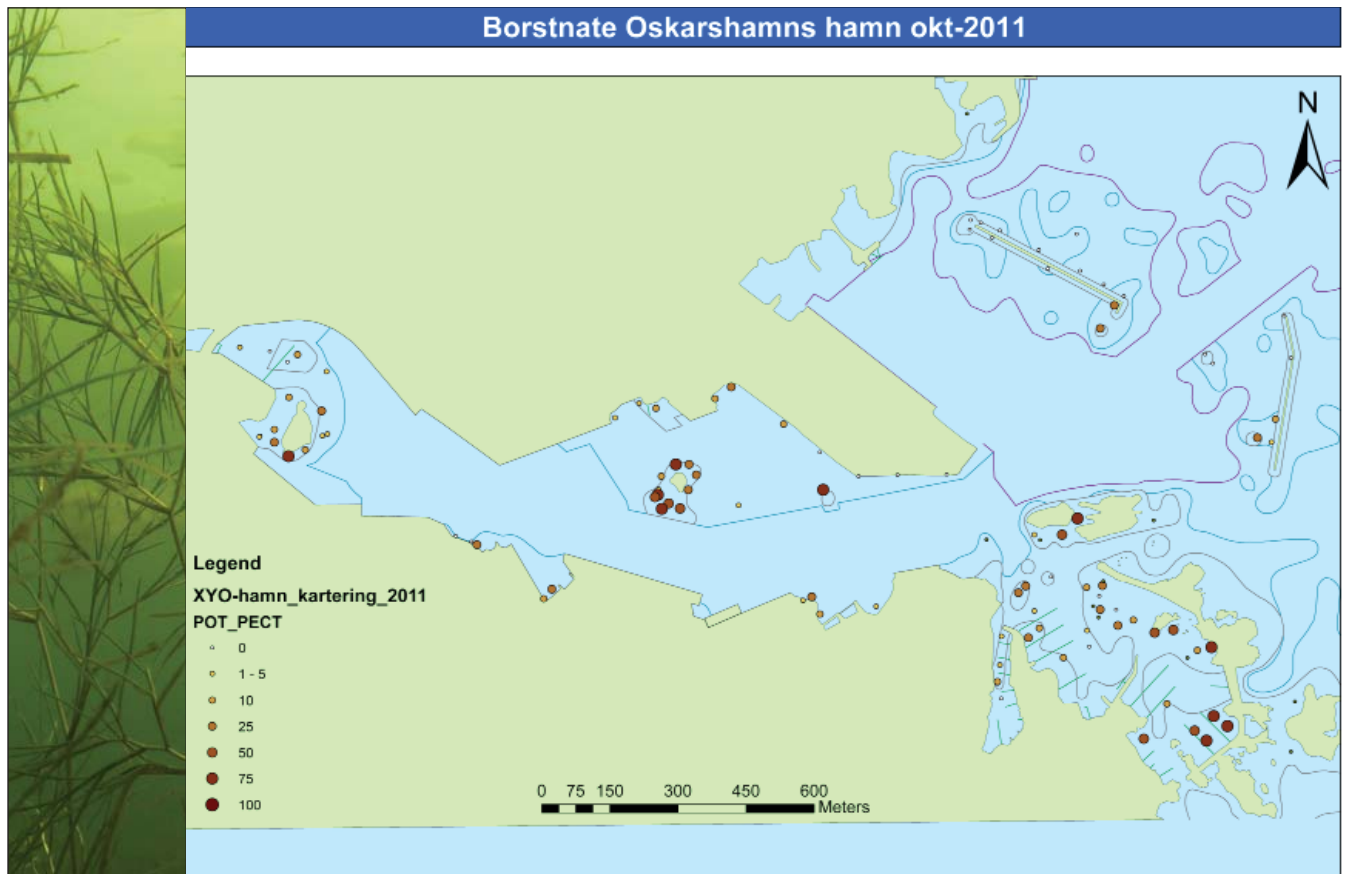 Borstnate Oskarshamns hamn okt-2011
N
Legend
XYO-hamn_kartering_2011
POT_PECT
0
1 - 5
10
25
50
75
100
0 75 150 300 450 600
Meters